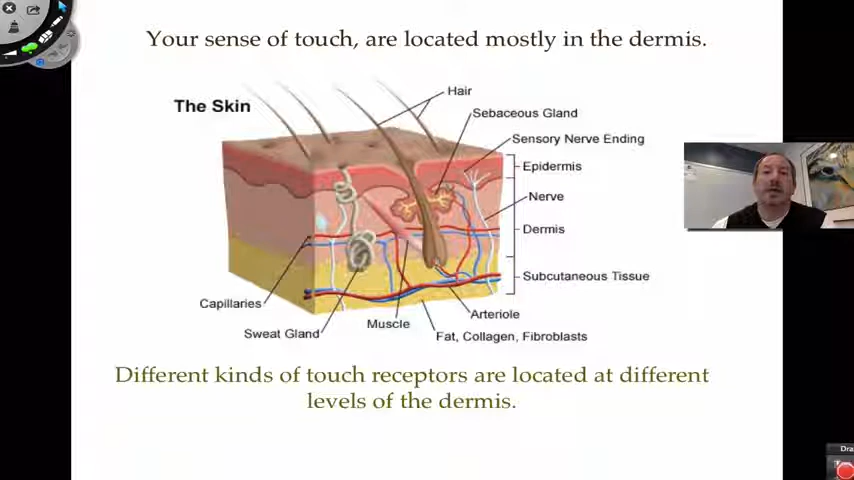 Your sense of touch, are located mostly in the dermis.
The Skin
Hair
Sebaceous Gland
Sensory Nerve Ending
Epidermis
Nerve
Dermis
Subcutaneous Tissue
Capillaries
Arteriole
Muscle
Sweat Gland
Fat, Collagen, Fibroblasts
Different kinds of touch receptors are located at different
levels of the dermis.
Dra